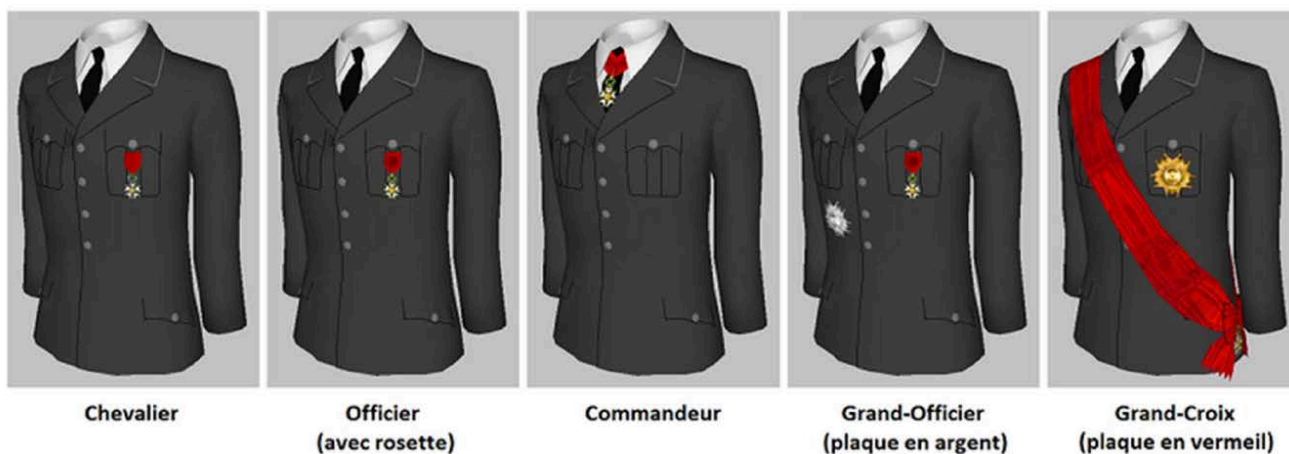 Chevalier
Officier
(avec rosette)
Commandeur
Grand-Officier
(plaque en argent)
Grand-Croix
(plaque en vermeil)